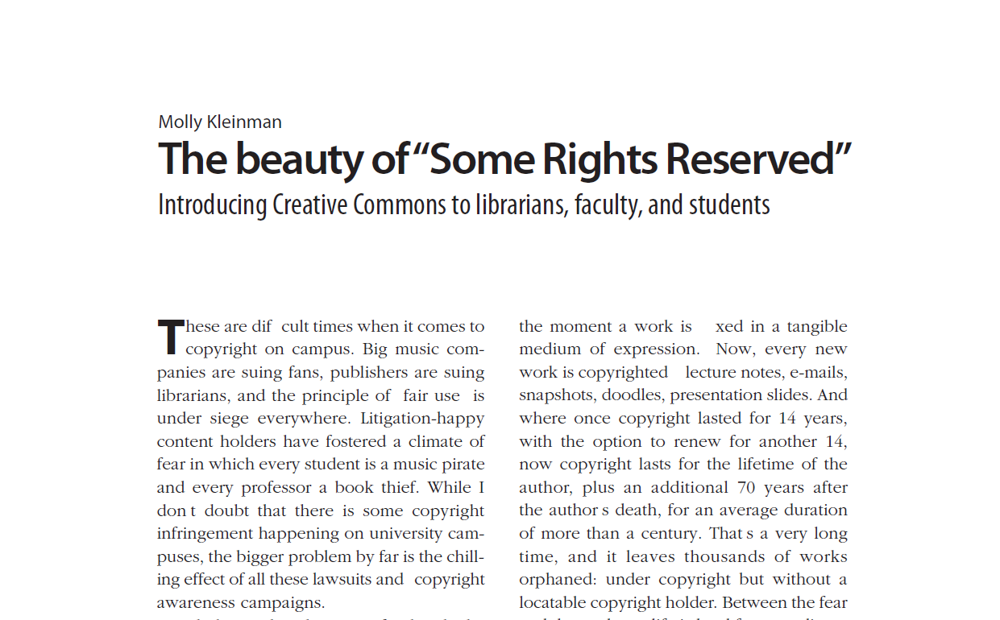 Molly Kleinman
The beauty of “Some Rights Reserved”
Introducing Creative Commons to librarians, faculty, and students
These are dif cult times when it comes to
copyright on campus. Big music com-
panies are suing fans, publishers are suing
librarians, and the principle of fair use is
under siege everywhere. Litigation-happy
content holders have fostered a climate of
fear in which every student is a music pirate
and every professor a book thief. While I
don t doubt that there is some copyright
infringement happening on university cam-
puses, the bigger problem by far is the chill-
ing effect of all these lawsuits and copyright
awareness campaigns.
the moment a work is xed in a tangible
medium of expression. Now, every new
work is copyrighted lecture notes, e-mails,
snapshots, doodles, presentation slides. And
where once copyright lasted for 14 years,
with the option to renew for another 14,
now copyright lasts for the lifetime of the
author, plus an additional 70 years after
the author s death, for an average duration
of more than a century. That s a very long
time, and it leaves thousands of works
orphaned: under copyright but without a
locatable copyright holder. Between the fear